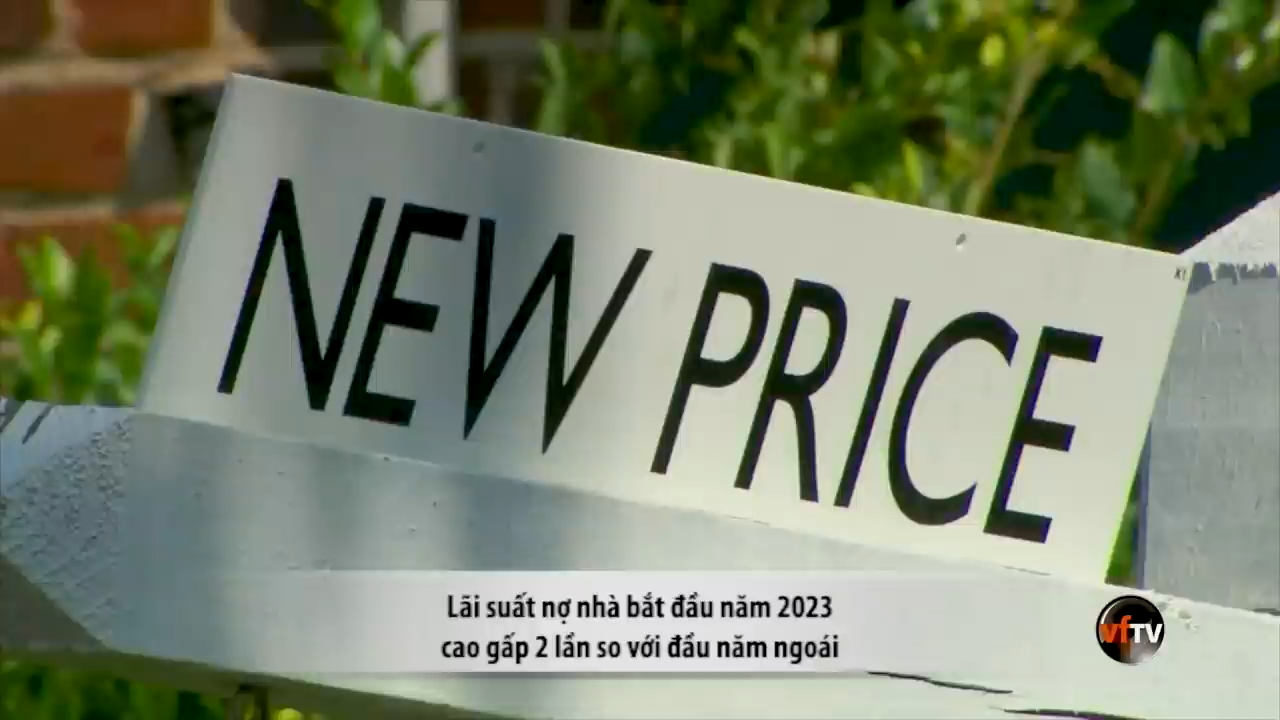 NEW PRICE
Lãi suất nợ nhà bắt đầu năm 2023
cao gấp 2 lần so với đầu năm ngoái
vfTV